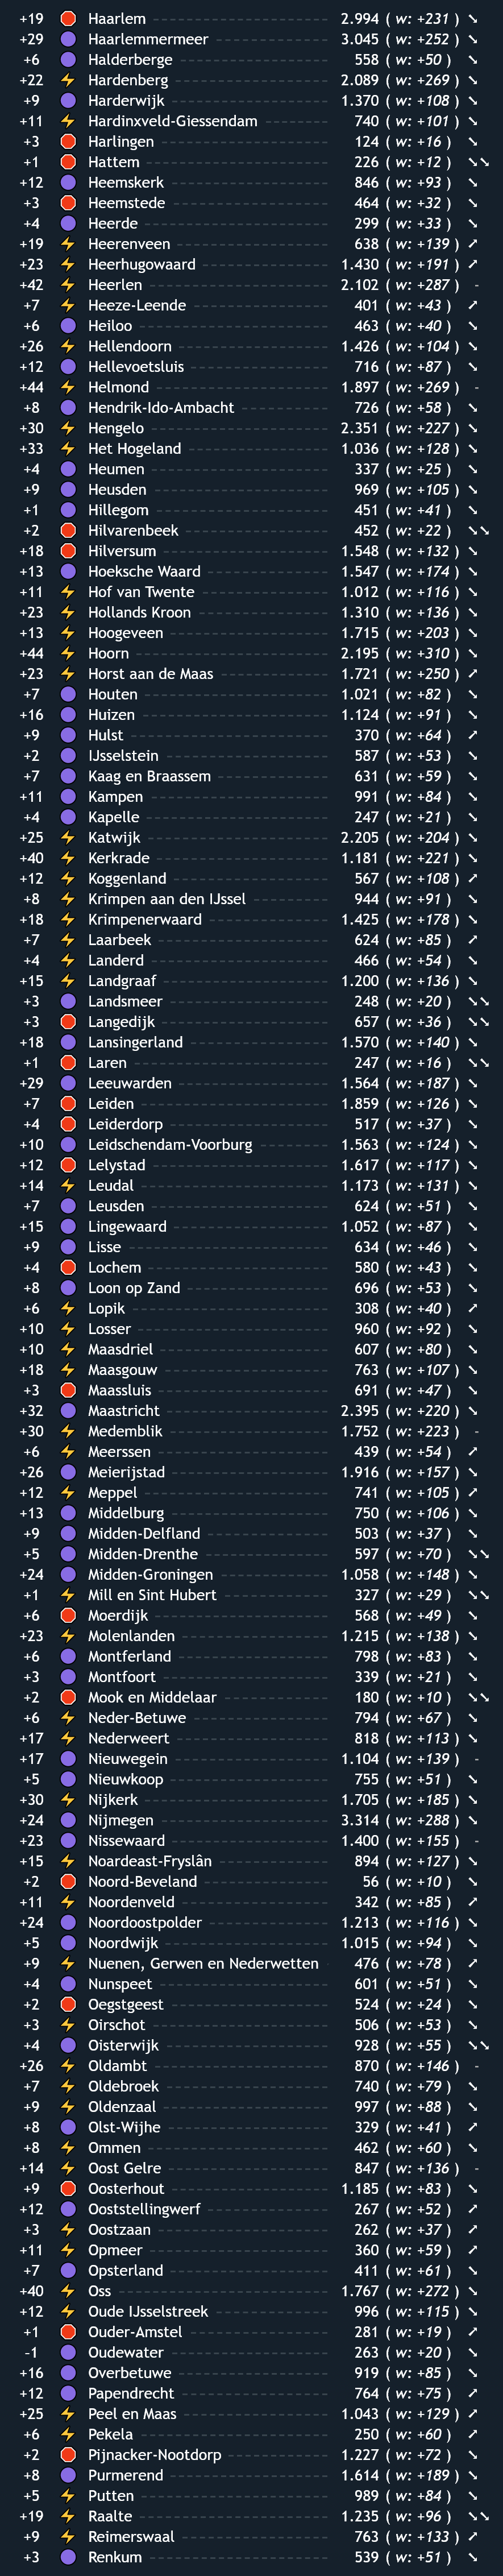 +19 Haarlem 2.994 ( w: +231 )
+29 Haarlemmermeer 3.045 ( w: +252 )
+6 Halderberge 558 ( w: +50 )
+22 Hardenberg 2.089 ( w: +269 )
+9 Harderwijk 1.370 ( w: +108 )
+11 Hardinxveld-Giessendam 740 ( w: +101 )
+3 Harlingen 124 ( w: +16 )
+1 Hattem 226 ( w: +12 )
+12 Heemskerk 846 ( w: +93 )
+3 Heemstede 464 ( w: +32 )
+4 Heerde 299 ( w: +33 )
+19 Heerenveen 638 ( w: +139 )
+23 Heerhugowaard 1.430 ( w: +191 )
+42 Heerlen 2.102 ( w: +287 ) -
+7 Heeze-Leende 401 ( w: +43 )
+6 Heiloo 463 ( w: +40 )
+26 Hellendoorn 1.426 ( w: +104 )
+12 Hellevoetsluis 716 ( w: +87 )
+44 Helmond 1.897 ( w: +269 ) -
+8 Hendrik-Ido-Ambacht 726 ( w: +58 )
+30 Hengelo 2.351 ( w: +227 )
+33 Het Hogeland 1.036 ( w: +128 )
+4 Heumen 337 ( w: +25 )
+9 Heusden 969 ( w: +105 )
+1 Hillegom 451 ( w: +41 )
+2 Hilvarenbeek 452 ( w: +22 )
+18 Hilversum 1.548 ( w: +132 )
+13 Hoeksche Waard 1.547 ( w: +174 )
+11 Hof van Twente 1.012 ( w: +116 )
+23 Hollands Kroon 1.310 ( w: +136 )
+13 Hoogeveen 1.715 ( w: +203 )
+44 Hoorn 2.195 ( w: +310 )
+23 Horst aan de Maas 1.721 ( w: +250 )
+7 Houten 1.021 ( w: +82 )
+16 Huizen 1.124 ( w: +91 )
+9 Hulst 370 ( w: +64 )
+2 IJsselstein 587 ( w: +53 )
+7 Kaag en Braassem 631 ( w: +59 )
+11 Kampen 991 ( w: +84 )
+4 Kapelle 247 ( w: +21 )
+25 Katwijk 2.205 ( w: +204 )
+40 Kerkrade 1.181 ( w: +221 )
+12 Koggenland 567 ( w: +108 )
+8 Krimpen aan den IJssel 944 ( w: +91 )
+18 Krimpenerwaard 1.425 ( w: +178 )
+7 Laarbeek 624 ( w: +85 )
+4 Landerd 466 ( w: +54 )
+15 Landgraaf 1.200 ( w: +136 )
+3 Landsmeer 248 ( w: +20 )
+3 Langedijk 657 ( w: +36 )
+18 Lansingerland 1.570 ( w: +140 )
+1 Laren 247 ( w: +16 )
+29 Leeuwarden 1.564 ( w: +187 )
+7 Leiden 1.859 ( w: +126 )
+4 Leiderdorp 517 ( w: +37 )
+10 Leidschendam-Voorburg 1.563 ( w: +124 )
+12 Lelystad 1.617 ( w: +117 )
+14 Leudal 1.173 ( w: +131 )
+7 Leusden 624 ( w: +51 )
+15 Lingewaard 1.052 ( w: +87 )
+9 Lisse 634 ( w: +46 )
+4 Lochem 580 ( w: +43 )
+8 Loon op Zand 696 ( w: +53 )
+6 Lopik 308 ( w: +40 )
+10 Losser 960 ( w: +92 )
+10 Maasdriel 607 ( w: +80 )
+18 Maasgouw 763 ( w: +107 )
+3 Maassluis 691 ( w: +47 )
+32 Maastricht 2.395 ( w: +220 )
+30 Medemblik 1.752 ( w: +223 ) -
+6 Meerssen 439 ( w: +54 )
+26 Meierijstad 1.916 ( w: +157 )
+12 Meppel 741 ( w: +105 )
+13 Middelburg 750 ( w: +106 )
+9 Midden-Delfland 503 ( w: +37 )
+5 Midden-Drenthe 597 ( w: +70 )
+24 Midden-Groningen 1.058 ( w: +148 )
+1 Mill en Sint Hubert 327 ( w: +29 )
+6 Moerdijk 568 ( w: +49 )
+23 Molenlanden 1.215 ( w: +138 )
+6 Montferland 798 ( w: +83 )
+3 Montfoort 339 ( w: +21 )
+2 Mook en Middelaar 180 ( w: +10 )
+6 Neder-Betuwe 794 ( w: +67 )
+17 Nederweert 818 ( w: +113 )
+17 Nieuwegein 1.104 ( w: +139 ) -
+5 Nieuwkoop 755 ( w: +51 )
+30 Nijkerk 1.705 ( w: +185 )
+24 Nijmegen 3.314 ( w: +288 )
+23 Nissewaard 1.400 ( w: +155 ) -
+15 Noardeast-Fryslân 894 ( w: +127 )
+2 Noord-Beveland 56 ( w: +10 )
+11 Noordenveld 342 ( w: +85 )
+24 Noordoostpolder 1.213 ( w: +116 )
+5 Noordwijk 1.015 ( w: +94 )
+9 Nuenen, Gerwen en Nederwetten 476 ( w: +78 )
+4 Nunspeet 601 ( w: +51 )
+2 Oegstgeest 524 ( w: +24 )
+3 Oirschot 506 ( w: +53 )
+4 Oisterwijk 928 ( w: +55 )
+26 Oldambt 870 ( w: +146 ) -
+7 Oldebroek 740 ( w: +79 )
+9 Oldenzaal 997 ( w: +88 )
+8 Olst-Wijhe 329 ( w: +41 )
+8 Ommen 462 ( w: +60 )
+14 Oost Gelre 847 ( w: +136 ) -
+9 Oosterhout 1.185 ( w: +83 )
+12 Ooststellingwerf 267 ( w: +52 )
+3 Oostzaan 262 ( w: +37 )
+11 Opmeer 360 ( w: +59 )
+7 Opsterland 411 ( w: +61 )
+40 Oss 1.767 ( w: +272 )
+12 Oude IJsselstreek 996 ( w: +115 )
+1 Ouder-Amstel 281 ( w: +19 )
-1 Oudewater 263 ( w: +20 )
+16 Overbetuwe 919 ( w: +85 )
+12 Papendrecht 764 ( w: +75 )
+25 Peel en Maas 1.043 ( w: +129 )
+6 Pekela 250 ( w: +60 )
+2 Pijnacker-Nootdorp 1.227 ( w: +72 )
+8 Purmerend 1.614 ( w: +189 )
+5 Putten 989 ( w: +84 )
+19 Raalte 1.235 ( w: +96 )
+9 Reimerswaal 763 ( w: +133 )
+3 Renkum 539 ( w: +51 )